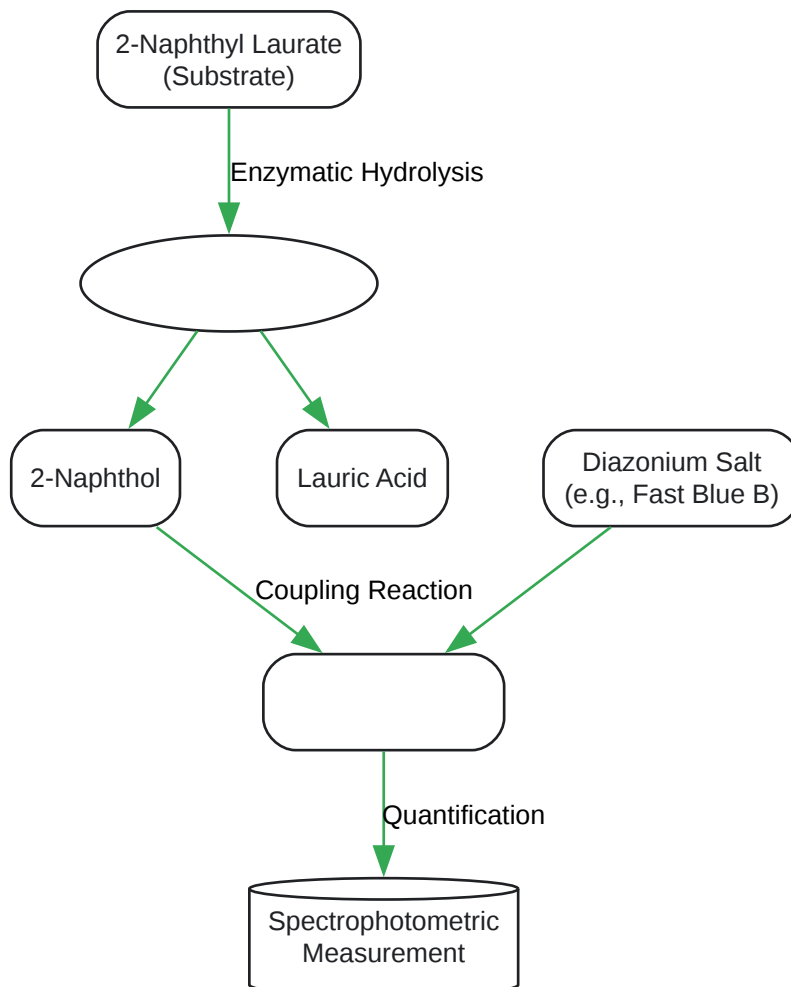 2-Naphthyl Laurate
(Substrate)
Enzymatic Hydrolysis
2-Naphthol
Lauric Acid
Diazonium Salt
(e.g., Fast Blue B)
Coupling Reaction
Quantification
Spectrophotometric
Measurement